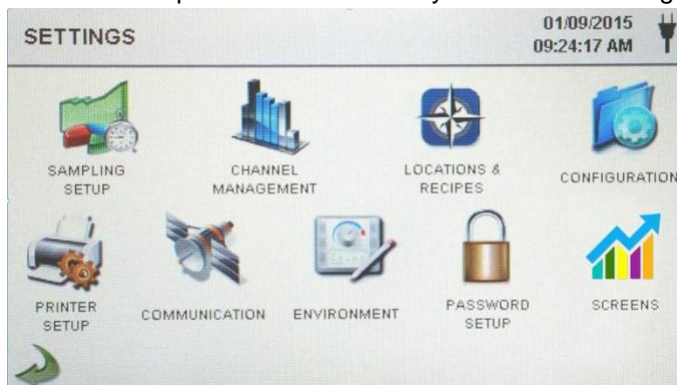 SETTINGS
01/09/2015
09:24:17 AM
SAMPLING
SETUP
CHANNEL
MANAGEMENT
LOCATIONS &
RECIPES
CONFIGURATION
PRINTER
SETUP
COMMUNICATION
ENVIRONMENT
PASSWORD
SETUP
SCREENS